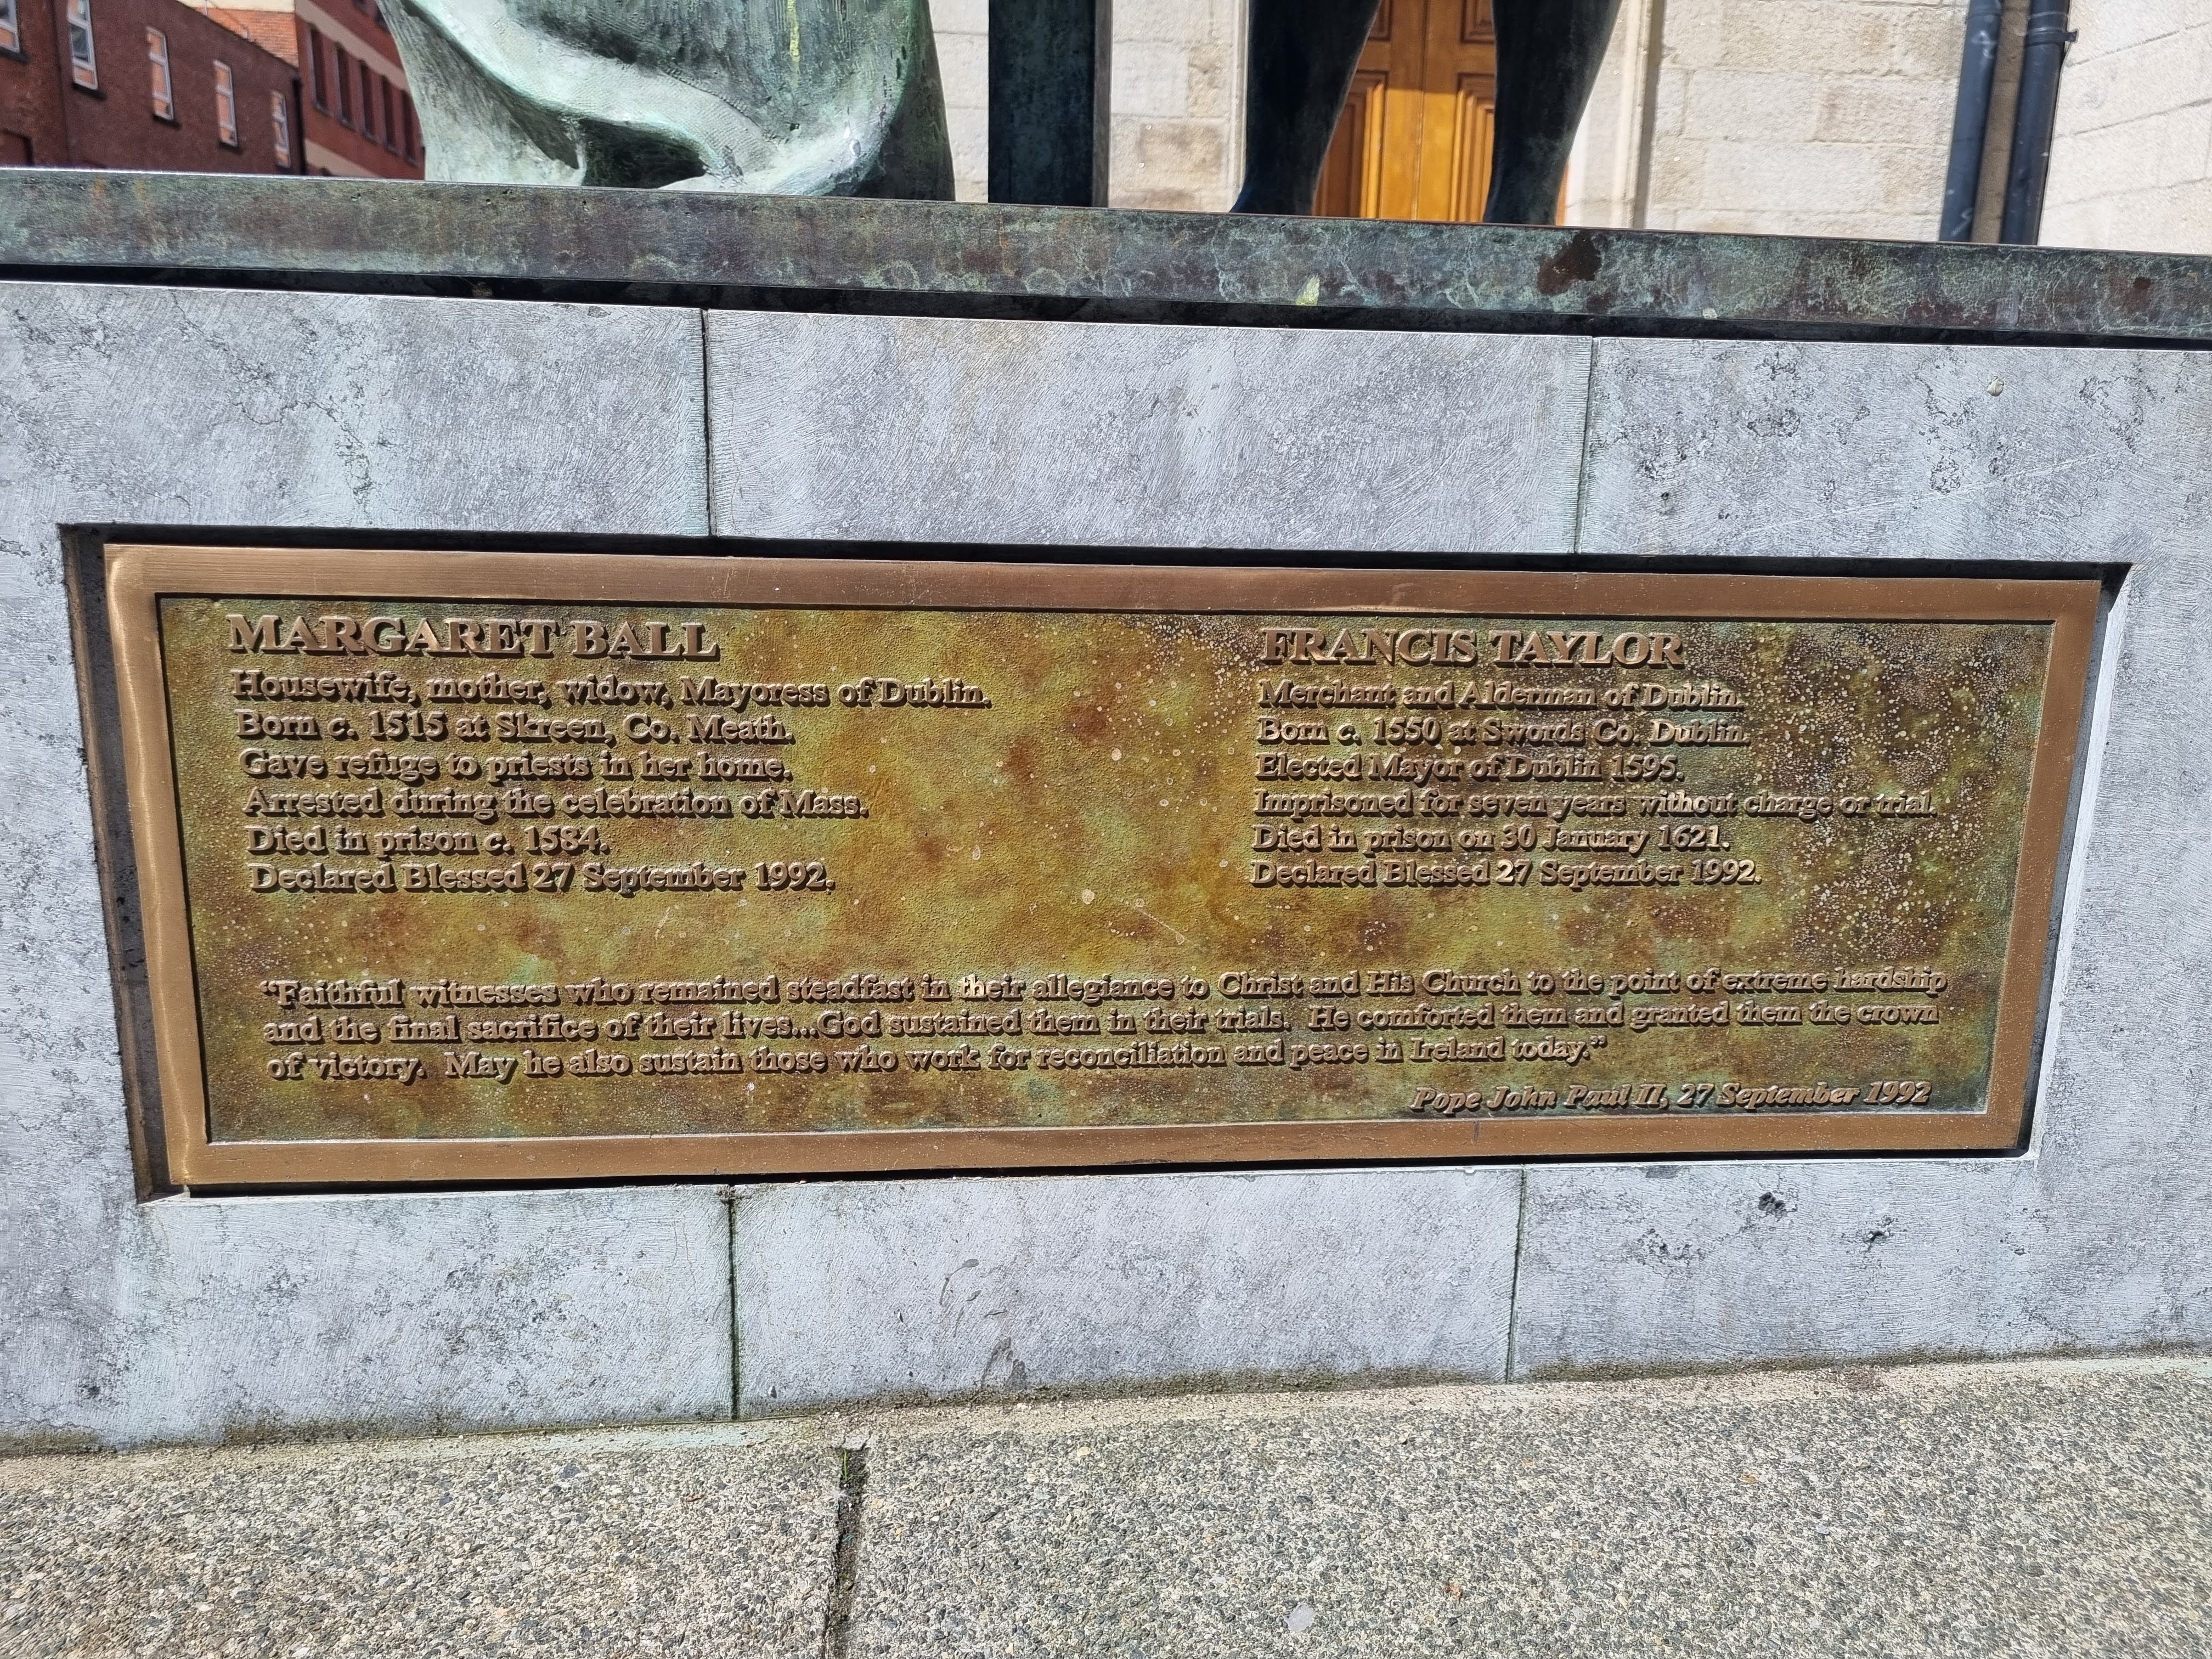 MARGARET BALL
Housewife, mother, widow, Mayoress of Dublin.
Born c. 1515 at Skreen, Co. Meath.
Gave refuge to priests in her home.
Arrested during the celebration of Mass.
Died in prison c. 1584.
Declared Blessed 27 September 1992.
FRANCIS TAYLOR
Merchant and Alderman of Dublin.
Born c. 1550 at Swords Co. Dublin.
Elected Mayor of Dublin 1595.
Imprisoned for seven years without charge or trial.
Died in prison on 30 January 1621.
Declared Blessed 27 September 1992.
“Faithful witnesses who remained steadfast in their allegiance to Christ and His Church to the point of extreme hardship
and the final sacrifice of their lives...God sustained them in their trials. He comforted them and granted them the crown
of victory. May he also sustain those who work for reconciliation and peace in Ireland today.”
Pope John Paul II, 27 September 1992